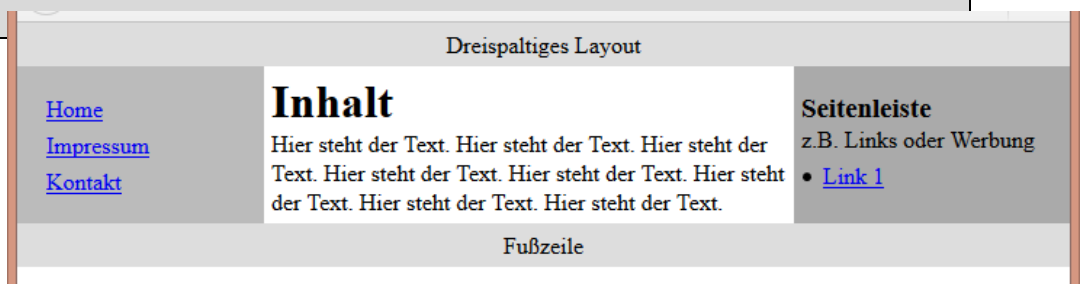 Dreispaltiges Layout
Home
Impressum
Kontakt
Inhalt
Hier steht der Text. Hier steht der Text. Hier steht der
Text. Hier steht der Text. Hier steht der Text. Hier steht
der Text. Hier steht der Text. Hier steht der Text.
Seitenleiste
z.B. Links oder Werbung
• Link 1
Fußzeile